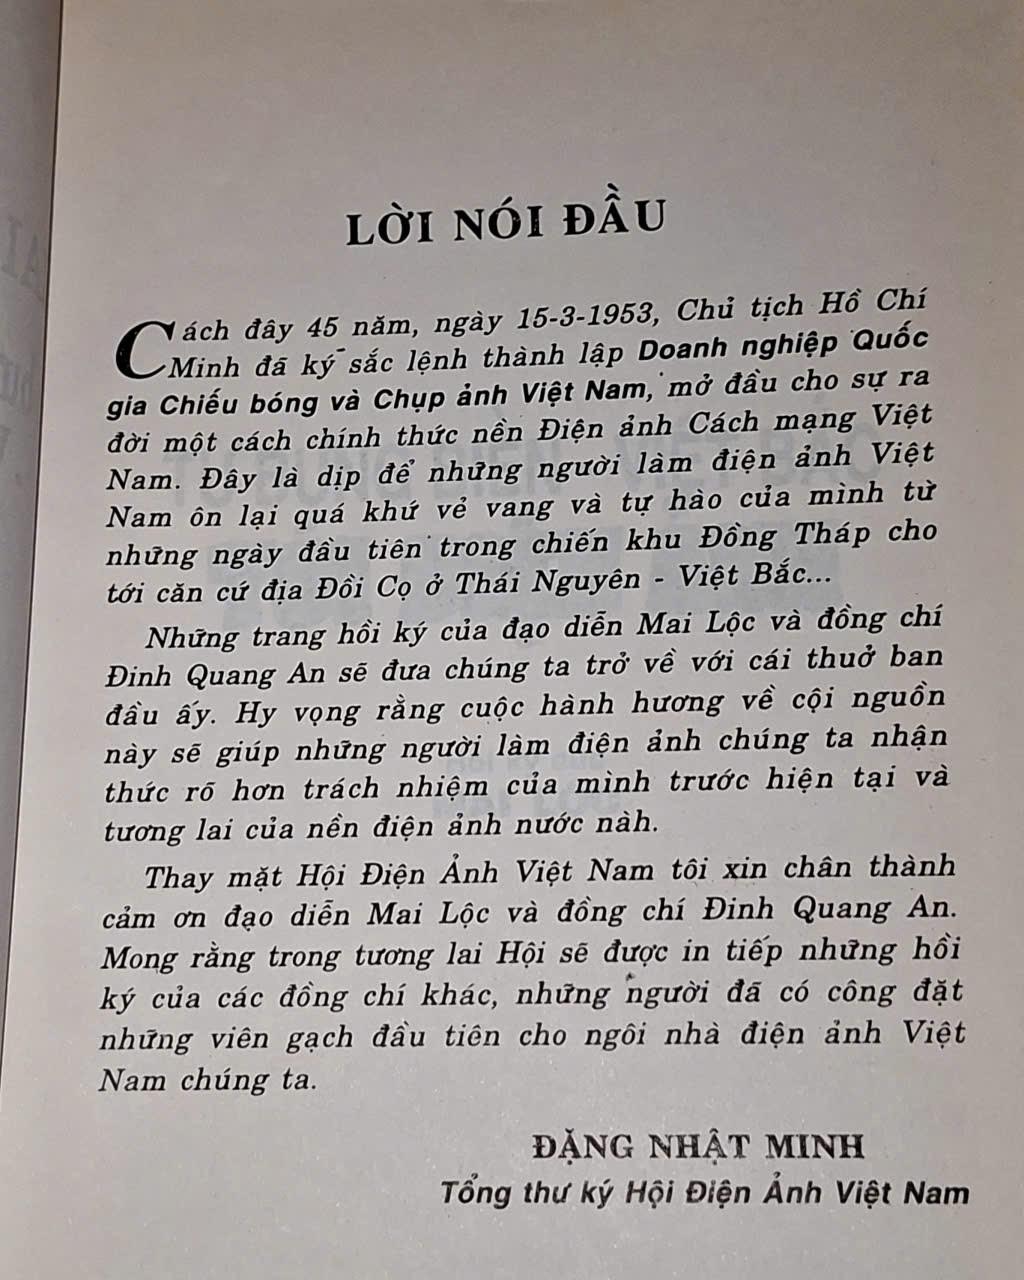 LỜI NÓI ĐẦU
Cách đây 45 năm, ngày 15-3-1953, Chủ tịch Hồ Chí
Minh đã ký sắc lệnh thành lập Doanh nghiệp Quốc
gia Chiếu bóng và Chụp ảnh Việt Nam, mở đầu cho sự ra
đời một cách chính thức nền Điện ảnh Cách mạng Việt
Nam. Đây là dịp để những người làm điện ảnh Việt
Nam ôn lại quá khứ vẻ vang và tự hào của mình từ
những ngày đầu tiên trong chiến khu Đồng Tháp cho
tới căn cứ địa Đồi Cọ ở Thái Nguyên - Việt Bắc...
Những trang hồi ký của đạo diễn Mai Lộc và đồng chí
Đinh Quang An sẽ đưa chúng ta trở về với cái thuở ban
đầu ấy. Hy vọng rằng cuộc hành hương về cội nguồn
này sẽ giúp những người làm điện ảnh chúng ta nhận
thức rõ hơn trách nhiệm của mình trước hiện tại và
tương lai của nền điện ảnh nước nàh.
Thay mặt Hội Điện Ảnh Việt Nam tôi xin chân thành
cảm ơn đạo diễn Mai Lộc và đồng chí Đinh Quang An.
Mong rằng trong tương lai Hội sẽ được in tiếp những hồi
ký của các đồng chí khác, những người đã có công đặt
những viên gạch đầu tiên cho ngôi nhà điện ảnh Việt
Nam chúng ta.
ĐẶNG NHẬT MINH
Tổng thư ký Hội Điện Ảnh Việt Nam